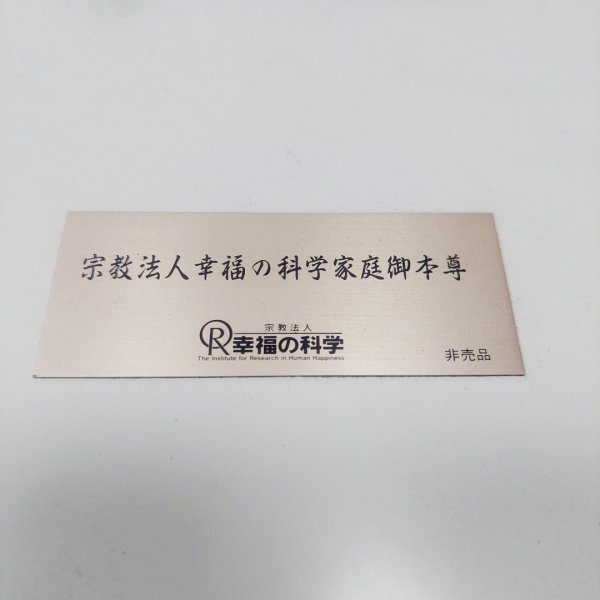 宗教法人幸福の科学家庭御本尊
宗教法人
幸福の科学
The Institute for Research in Human Happiness
非売品